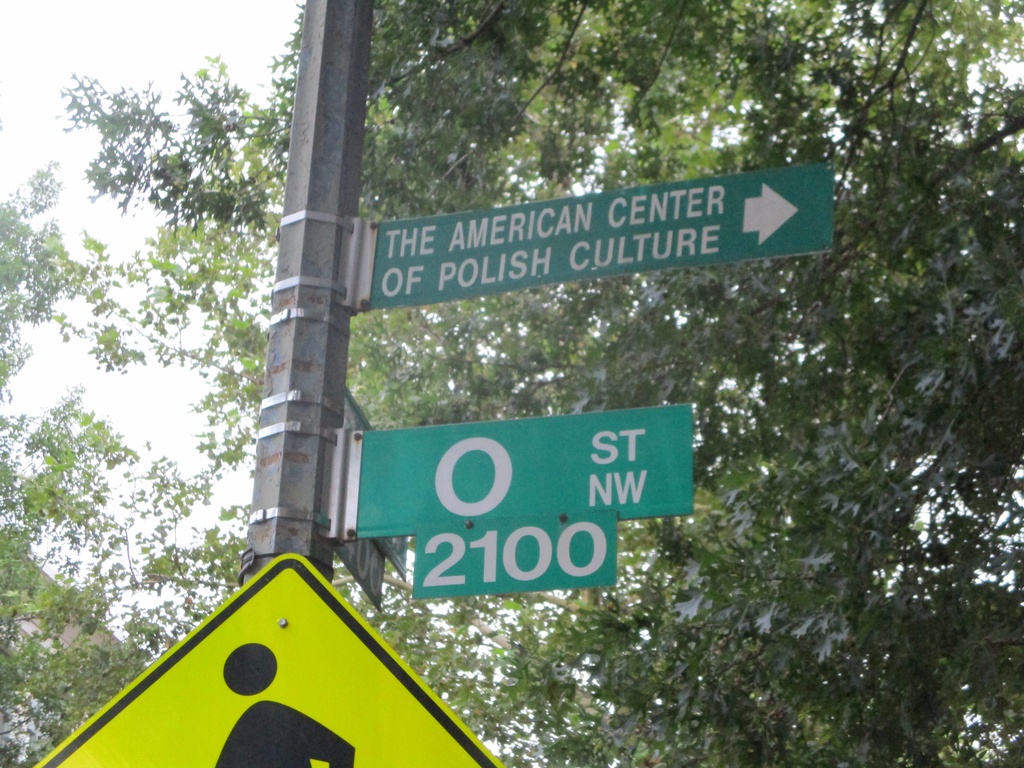 THE AMERICAN CENTER
OF POLISH CULTURE
O ST
NW
2100